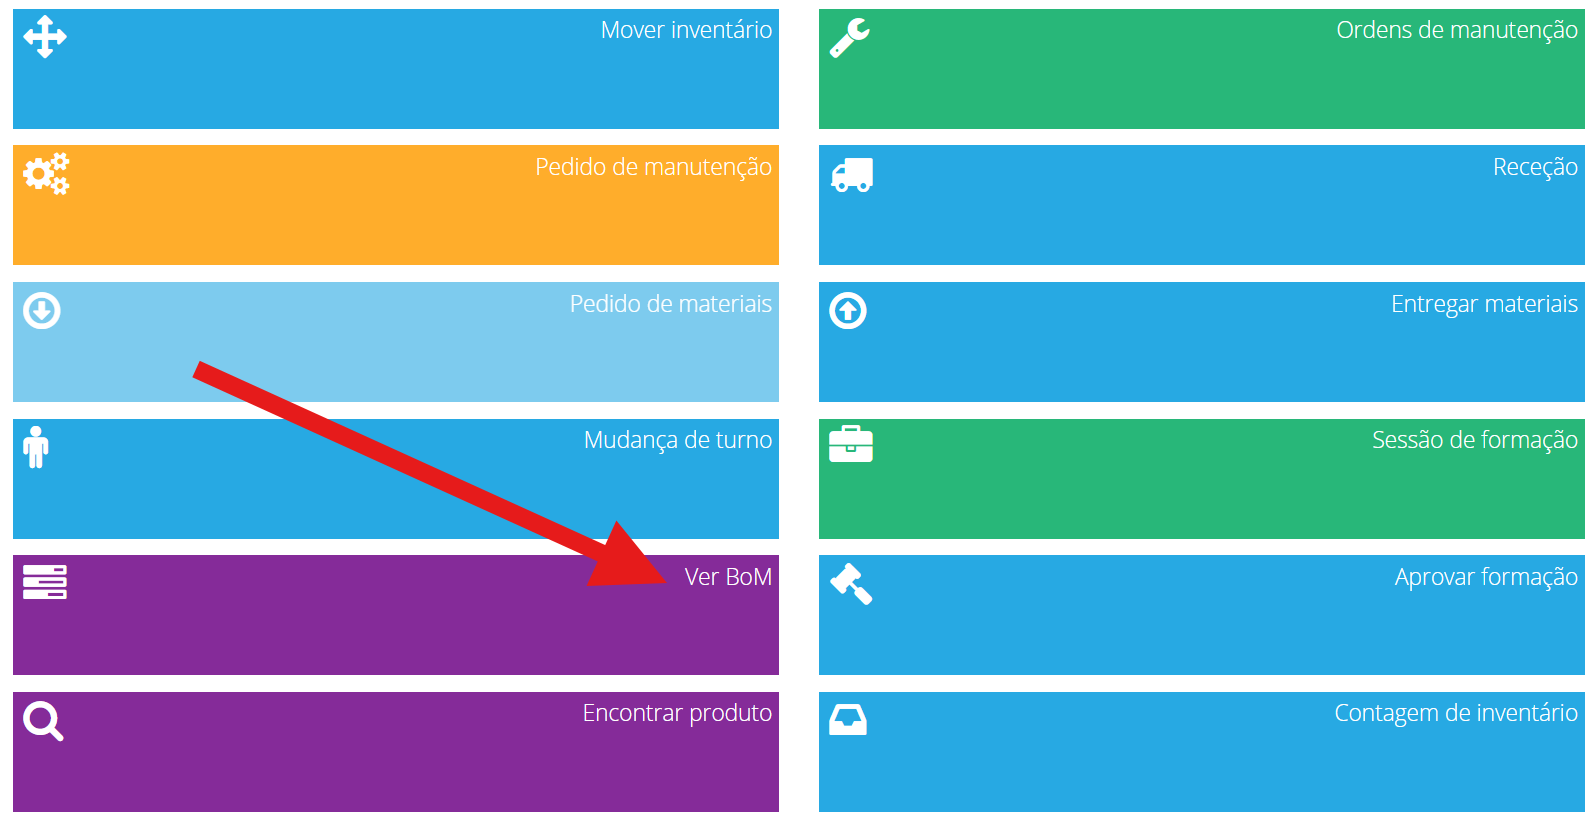 Mover inventário
Ordens de manutenção
Pedido de manutenção
Receção
Pedido de materiais
Entregar materiais
Mudança de turno
Sessão de formação
Ver BoM
Aprovar formação
Encontrar produto
Contagem de inventário